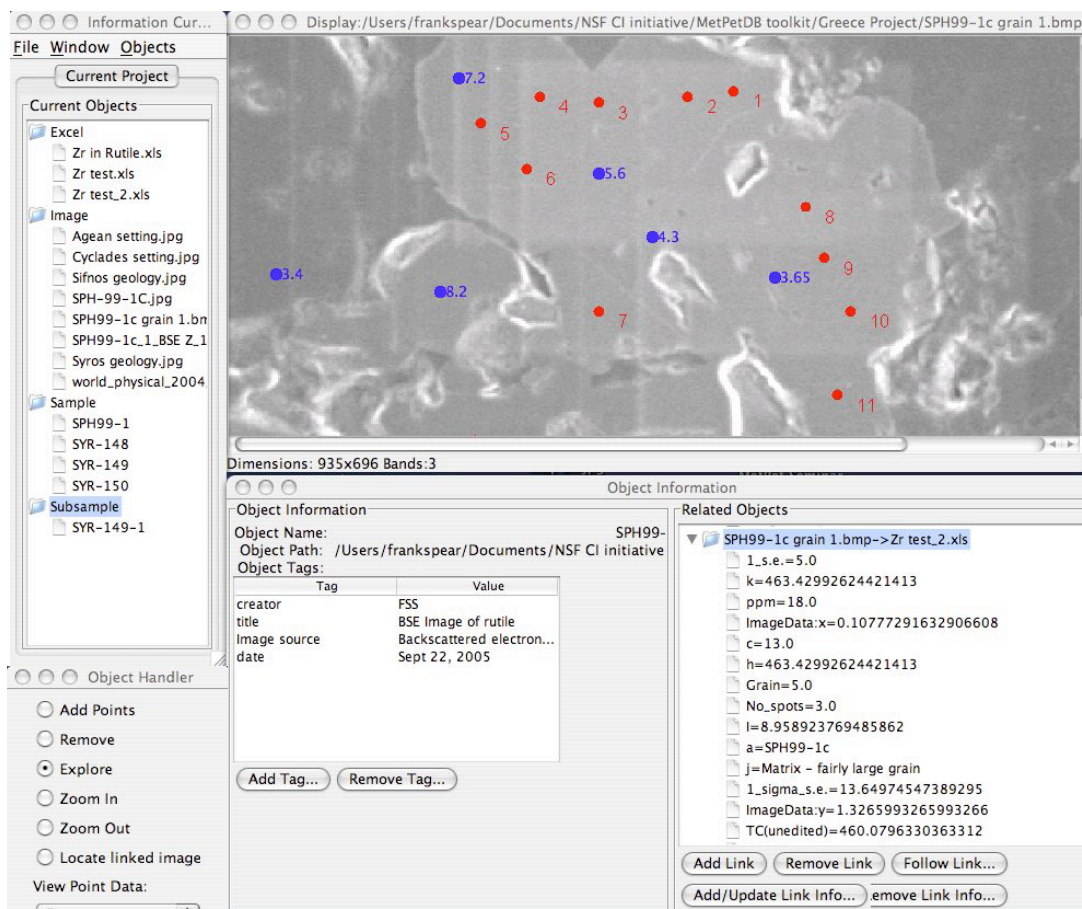 Information Cur...
File Window Objects
Current Project
Current Objects
Excel
Zr in Rutile.xls
Zr test.xls
Zr test_2.xls
Image
Agean setting.jpg
Cyclades setting.jpg
Sifnos geology.jpg
SPH-99-1C.jpg
SPH99-1c grain 1.bm
SPH99-1c_1_BSE Z_1
Syros geology.jpg
world_physical_2004
Sample
SPH99-1
SYR-148
SYR-149
SYR-150
Subsample
SYR-149-1
Object Handler
Add Points
Remove
Explore
Zoom In
Zoom Out
Locate linked image
View Point Data:
Display:/Users/frankspear/Documents/NSF CI initiative/MetPetDB toolkit/Greece Project/SPH99-1c grain 1.bmp
7.2
4
3
2
1
5
6
5.6
8
4.3
9
3.4
8.2
3.65
7
10
11
Dimensions: 935x696 Bands:3
Object Information
Object Information
Object Name: SPH99-
Object Path: /Users/frankspear/Documents/NSF CI initiative
Object Tags:
Tag Value
creator FSS
title BSE Image of rutile
Image source Backscattered electron...
date Sept 22, 2005
Add Tag... Remove Tag...
Related Objects
SPH99-1c grain 1.bmp->Zr test_2.xls
1_s.e.=5.0
k=463.42992624421413
ppm=18.0
ImageData:x=0.10777291632906608
c=13.0
h=463.42992624421413
Grain=5.0
No_spots=3.0
l=8.958923769485862
a=SPH99-1c
j=Matrix - fairly large grain
1_sigma_s.e.=13.64974547389295
ImageData:y=1.3265993265993266
TC(unedited)=460.0796330363312
Add Link Remove Link Follow Link...
Add/Update Link Info... emove Link Info...